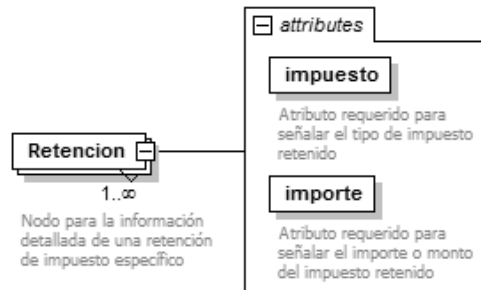 attributes
impuesto
Atributo requerido para
señalar el tipo de impuesto
retenido
Retencion
1..∞
Nodo para la información
detallada de una retención
de impuesto específico
importe
Atributo requerido para
señalar el importe o monto
del impuesto retenido